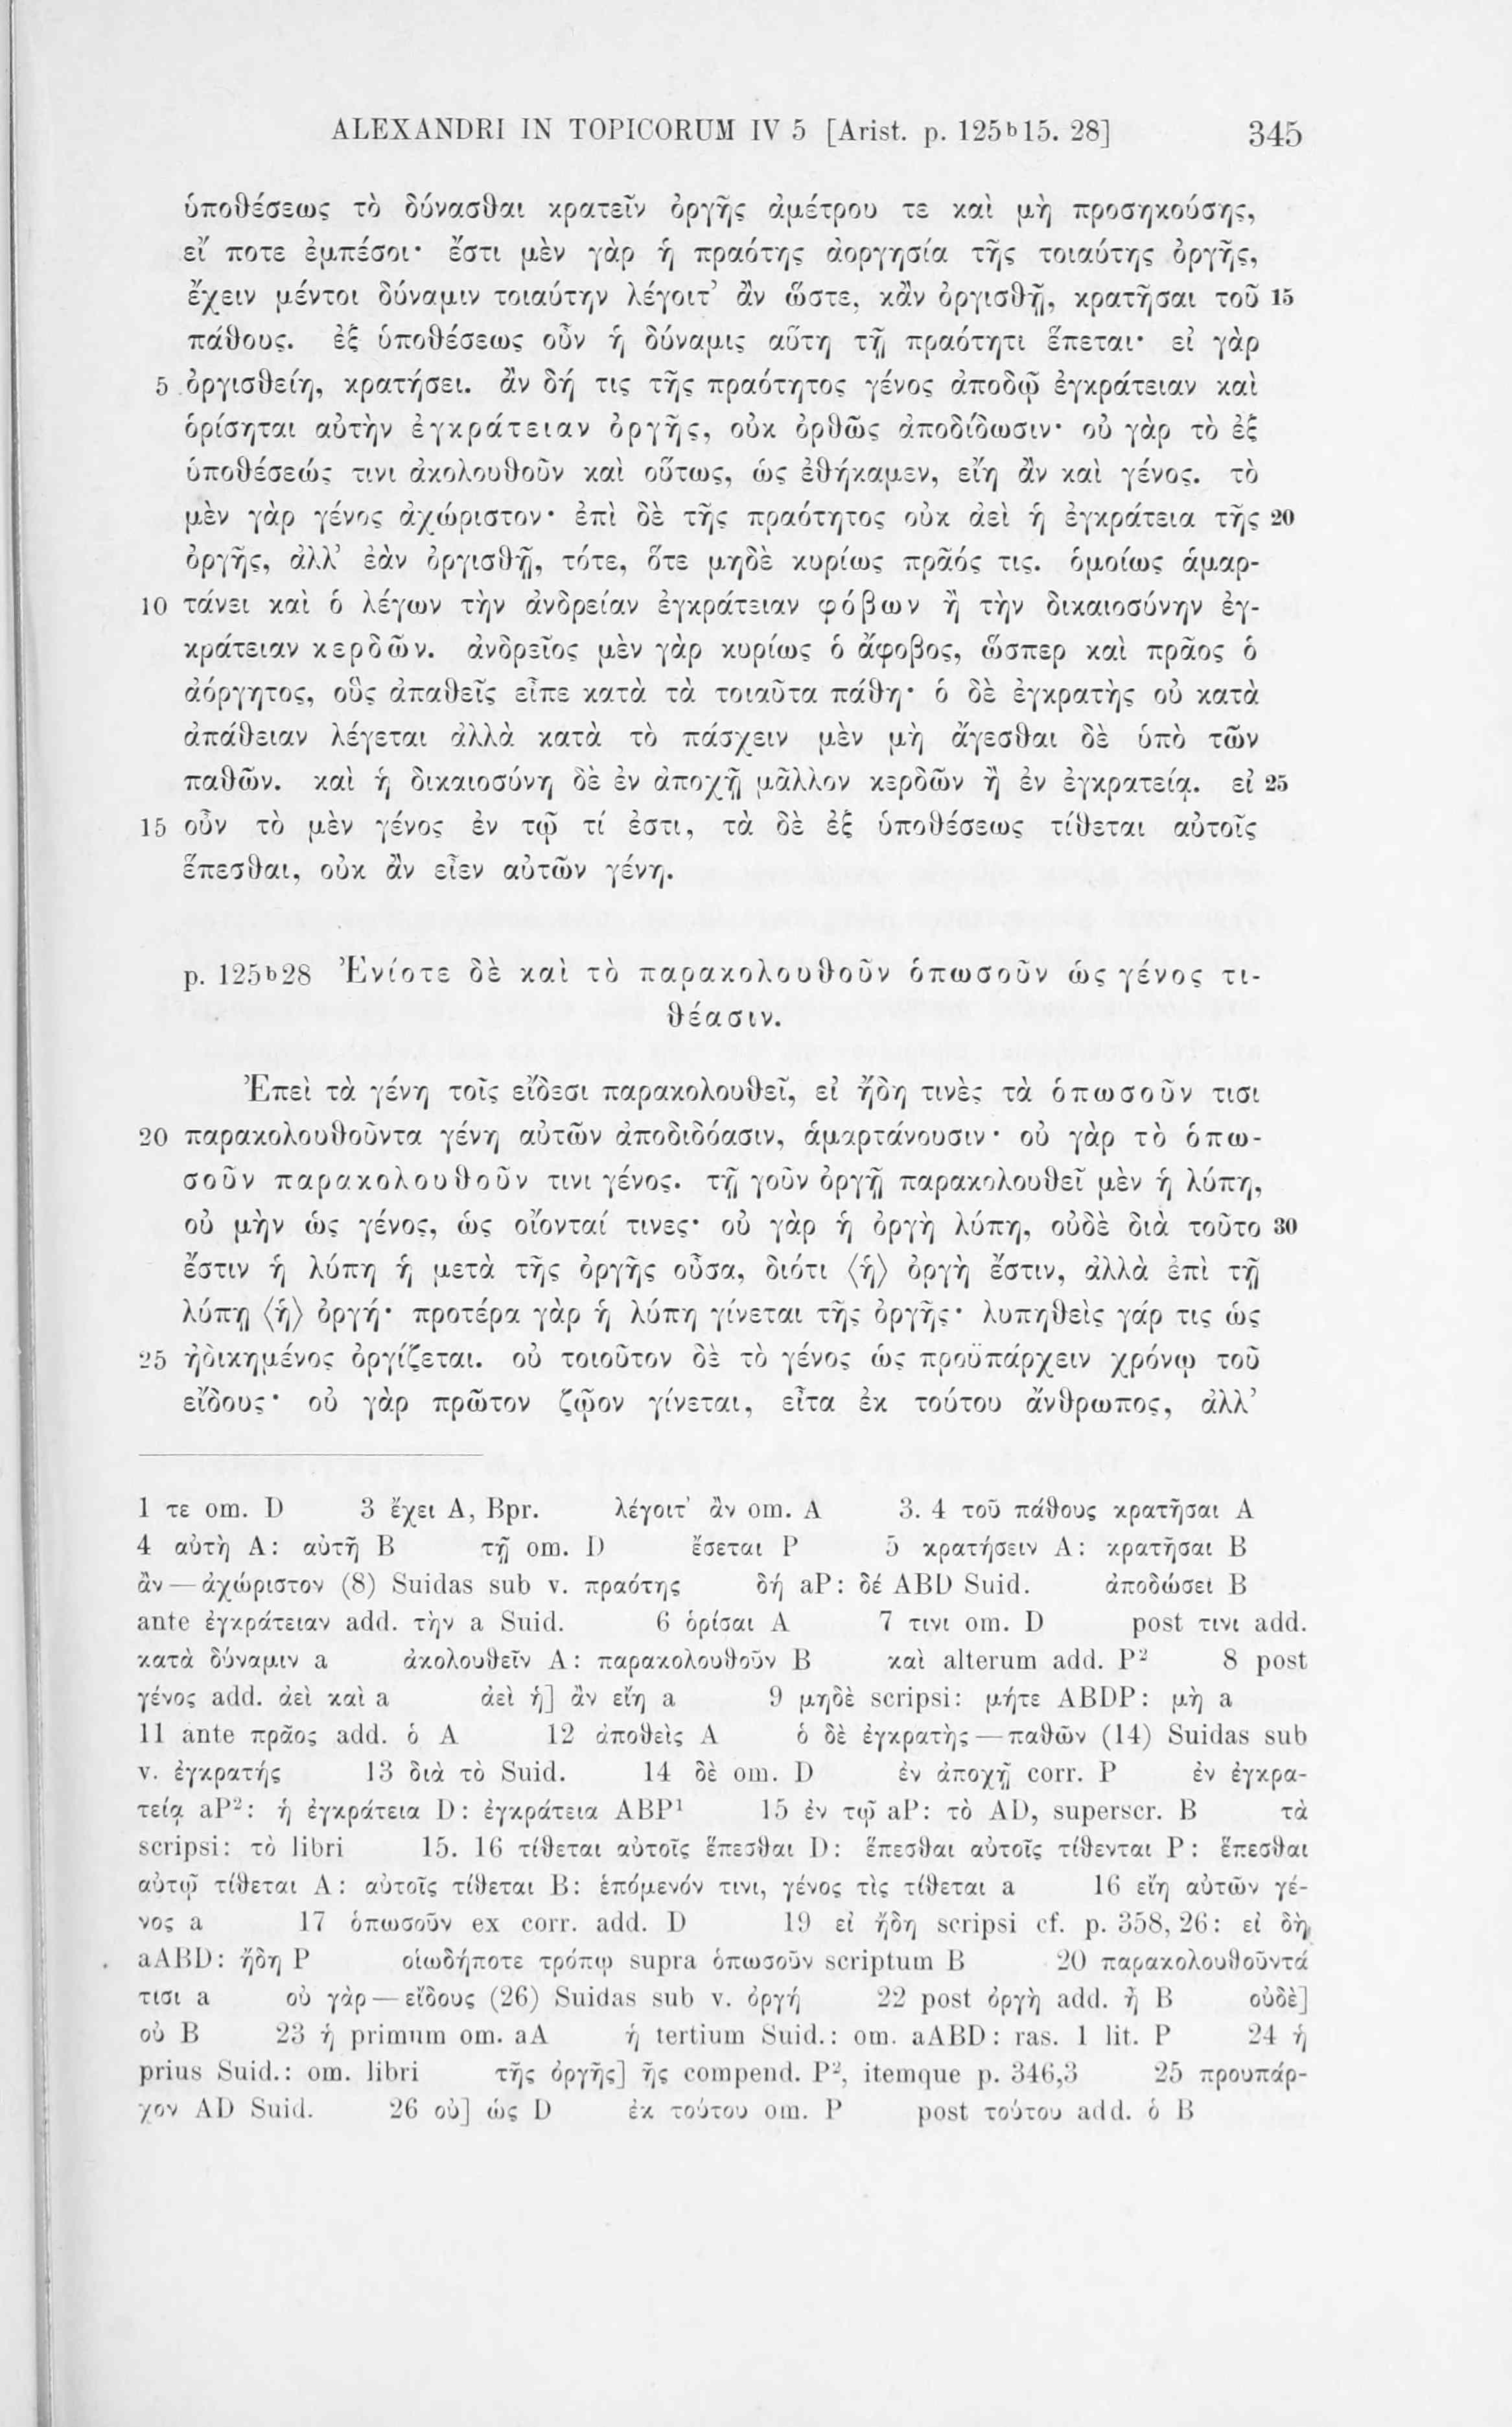 ALEXANDRI IN TOPICORUM IV 5 [Arist. p. 125ᵇ15. 28] 345
ὑποθέσεως τὸ δύνασθαι κρατεῖν ὀργῆς ἀμέτρου τε καὶ μὴ προσηκούσης,
εἴ ποτε ἐμπέσοι· ἔστι μὲν γὰρ ἡ πραότης ἀοργησία τῆς τοιαύτης ὀργῆς,
ἔχειν μέντοι δύναμιν τοιαύτην λέγοιτ’ ἂν ὥστε, κἂν ὀργισθῇ, κρατῆσαι τοῦ 15
πάθους. ἐξ ὑποθέσεως οὖν ἡ δύναμις αὕτη τῇ πραότητι ἕπεται· εἰ γὰρ
5 ὀργισθείη, κρατήσει. ἂν δή τις τῆς πραότητος γένος ἀποδῷ ἐγκράτειαν καὶ
ὁρίσηται αὐτὴν ἐγκράτειαν ὀργῆς, οὐκ ὀρθῶς ἀποδίδωσιν· οὐ γὰρ τὸ ἐξ
ὑποθέσεώς τινι ἀκολουθοῦν καὶ οὕτως, ὡς ἐθήκαμεν, εἴη ἂν καὶ γένος. τὸ
μὲν γὰρ γένος ἀχώριστον· ἐπὶ δὲ τῆς πραότητος οὐκ ἀεὶ ἡ ἐγκράτεια τῆς 20
ὀργῆς, ἀλλ’ ἐὰν ὀργισθῇ, τότε, ὅτε μηδὲ κυρίως πρᾶός τις. ὁμοίως ἁμαρ-
10 τάνει καὶ ὁ λέγων τὴν ἀνδρείαν ἐγκράτειαν φόβων ἢ τὴν δικαιοσύνην ἐγ-
κράτειαν κερδῶν. ἀνδρεῖος μὲν γὰρ κυρίως ὁ ἄφοβος, ὥσπερ καὶ πρᾶος ὁ
ἀόργητος, οὓς ἀπαθεῖς εἶπε κατὰ τὰ τοιαῦτα πάθη· ὁ δὲ ἐγκρατὴς οὐ κατὰ
ἀπάθειαν λέγεται ἀλλὰ κατὰ τὸ πάσχειν μὲν μὴ ἄγεσθαι δὲ ὑπὸ τῶν
παθῶν. καὶ ἡ δικαιοσύνη δὲ ἐν ἀποχῇ μᾶλλον κερδῶν ἢ ἐν ἐγκρατείᾳ. εἰ 25
15 οὖν τὸ μὲν γένος ἐν τῷ τί ἐστι, τὰ δὲ ἐξ ὑποθέσεως τίθεται αὐτοῖς
ἕπεσθαι, οὐκ ἂν εἶεν αὐτῶν γένη.
p. 125ᵇ28 Ἐνίοτε δὲ καὶ τὸ παρακολουθοῦν ὁπωσοῦν ὡς γένος τι-
θέασιν.
Ἐπεὶ τὰ γένη τοῖς εἴδεσι παρακολουθεῖ, εἰ ἤδη τινὲς τὰ ὁπωσοῦν τισι
20 παρακολουθοῦντα γένη αὐτῶν ἀποδιδόασιν, ἁμαρτάνουσιν· οὐ γὰρ τὸ ὁπω-
σοῦν παρακολουθοῦν τινι γένος. τῇ γοῦν ὀργῇ παρακολουθεῖ μὲν ἡ λύπη,
οὐ μὴν ὡς γένος, ὡς οἴονταί τινες· οὐ γὰρ ἡ ὀργὴ λύπη, οὐδὲ διὰ τοῦτο 30
ἔστιν ἡ λύπη ἡ μετὰ τῆς ὀργῆς οὖσα, διότι ⟨ἡ⟩ ὀργὴ ἔστιν, ἀλλὰ ἐπὶ τῇ
λύπῃ ⟨ἡ⟩ ὀργή· προτέρα γὰρ ἡ λύπη γίνεται τῆς ὀργῆς· λυπηθεὶς γάρ τις ὡς
25 ἠδικημένος ὀργίζεται. οὐ τοιοῦτον δὲ τὸ γένος ὡς προϋπάρχειν χρόνῳ τοῦ
εἴδους· οὐ γὰρ πρῶτον ζῷον γίνεται, εἶτα ἐκ τούτου ἄνθρωπος, ἀλλ’
1 τε om. D 3 ἔχει A, Bpr. λέγοιτ’ ἂν om. A 3. 4 τοῦ πάθους κρατῆσαι A
4 αὐτὴ A: αὐτῇ B τῇ om. D ἔσεται P 5 κρατήσειν A: κρατῆσαι B
ἂν — ἀχώριστον (8) Suidas sub v. πραότης δή aP: δέ ABD Suid. ἀποδώσει B
ante ἐγκράτειαν add. τὴν a Suid. 6 ὁρίσαι A 7 τινι om. D post τινι add.
κατὰ δύναμιν a ἀκολουθεῖν A: παρακολουθοῦν B καὶ alterum add. P² 8 post
γένος add. ἀεὶ καὶ a ἀεὶ ἡ] ἂν εἴη a 9 μηδὲ scripsi: μήτε ABDP: μὴ a
11 ante πρᾶος add. ὁ A 12 ἀποθεὶς A ὁ δὲ ἐγκρατὴς — παθῶν (14) Suidas sub
v. ἐγκρατής 13 διὰ τὸ Suid. 14 δὲ om. D ἐν ἀποχῇ corr. P ἐν ἐγκρα-
τείᾳ aP²: ἡ ἐγκράτεια D: ἐγκράτεια ABP¹ 15 ἐν τῷ aP: τὸ AD, superscr. B τὰ
scripsi: τὸ libri 15. 16 τίθεται αὐτοῖς ἕπεσθαι D: ἕπεσθαι αὐτοῖς τίθενται P: ἕπεσθαι
αὐτῷ τίθεται A: αὐτοῖς τίθεται B: ἑπόμενόν τινι, γένος τὶς τίθεται a 16 εἴη αὐτῶν γέ-
νος a 17 ὁπωσοῦν ex corr. add. D 19 εἰ ἤδη scripsi cf. p. 358, 26: εἰ δὴ
aABD: ἤδη P οἱωδήποτε τρόπῳ supra ὁπωσοῦν scriptum B 20 παρακολουθοῦντά
τισι a οὐ γὰρ — εἴδους (26) Suidas sub v. ὀργή 22 post ὀργὴ add. ἢ B οὐδὲ]
οὐ B 23 ἡ primum om. aA ἡ tertium Suid.: om. aABD: ras. 1 lit. P 24 ἡ
prius Suid.: om. libri τῆς ὀργῆς] ῆς compend. P², itemque p. 346,3 25 προυπάρ-
χον AD Suid. 26 οὐ] ὡς D ἐκ τούτου om. P post τούτου add. ὁ B